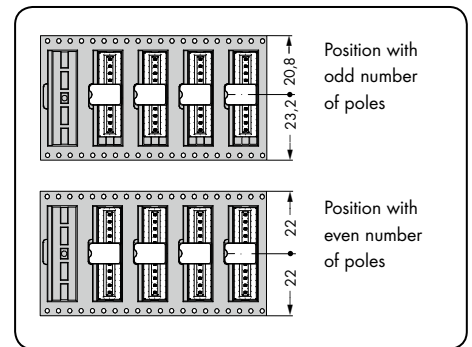 20,8
23,2
Position with
odd number
of poles
22
22
Position with
even number
of poles